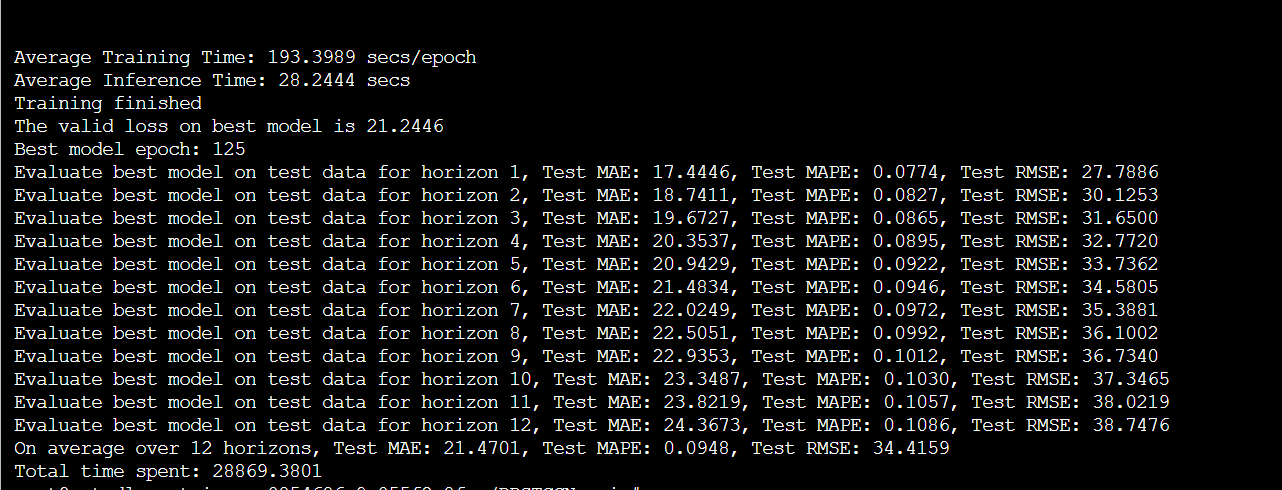 Average Training Time: 193.3989 secs/epoch
Average Inference Time: 28.2444 secs
Training finished
The valid loss on best model is 21.2446
Best model epoch: 125
Evaluate best model on test data for horizon 1, Test MAE: 17.4446, Test MAPE: 0.0774, Test RMSE: 27.7886
Evaluate best model on test data for horizon 2, Test MAE: 18.7411, Test MAPE: 0.0827, Test RMSE: 30.1253
Evaluate best model on test data for horizon 3, Test MAE: 19.6727, Test MAPE: 0.0865, Test RMSE: 31.6500
Evaluate best model on test data for horizon 4, Test MAE: 20.3537, Test MAPE: 0.0895, Test RMSE: 32.7720
Evaluate best model on test data for horizon 5, Test MAE: 20.9429, Test MAPE: 0.0922, Test RMSE: 33.7362
Evaluate best model on test data for horizon 6, Test MAE: 21.4834, Test MAPE: 0.0946, Test RMSE: 34.5805
Evaluate best model on test data for horizon 7, Test MAE: 22.0249, Test MAPE: 0.0972, Test RMSE: 35.3881
Evaluate best model on test data for horizon 8, Test MAE: 22.5051, Test MAPE: 0.0992, Test RMSE: 36.1002
Evaluate best model on test data for horizon 9, Test MAE: 22.9353, Test MAPE: 0.1012, Test RMSE: 36.7340
Evaluate best model on test data for horizon 10, Test MAE: 23.3487, Test MAPE: 0.1030, Test RMSE: 37.3465
Evaluate best model on test data for horizon 11, Test MAE: 23.8219, Test MAPE: 0.1057, Test RMSE: 38.0219
Evaluate best model on test data for horizon 12, Test MAE: 24.3673, Test MAPE: 0.1086, Test RMSE: 38.7476
On average over 12 horizons, Test MAE: 21.4701, Test MAPE: 0.0948, Test RMSE: 34.4159
Total time spent: 28869.3801